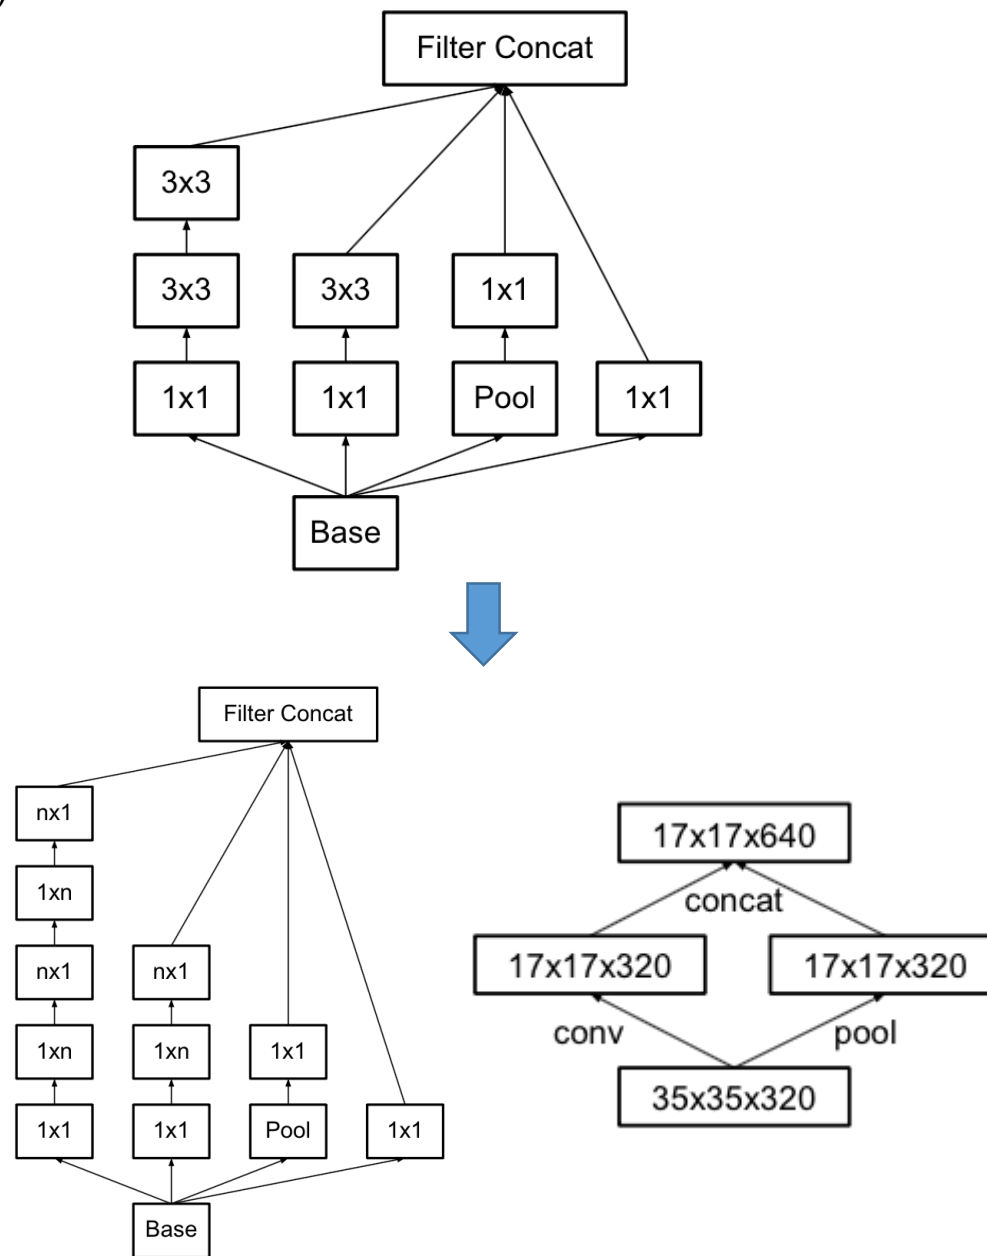 )
Filter Concat
3x3
3x3 3x3 1x1
1x1 1x1 Pool 1x1
Base
Filter Concat
nx1
1xn
nx1 nx1
1xn 1xn 1x1
1x1 1x1 Pool 1x1
Base
17x17x640
concat
17x17x320 17x17x320
conv pool
35x35x320